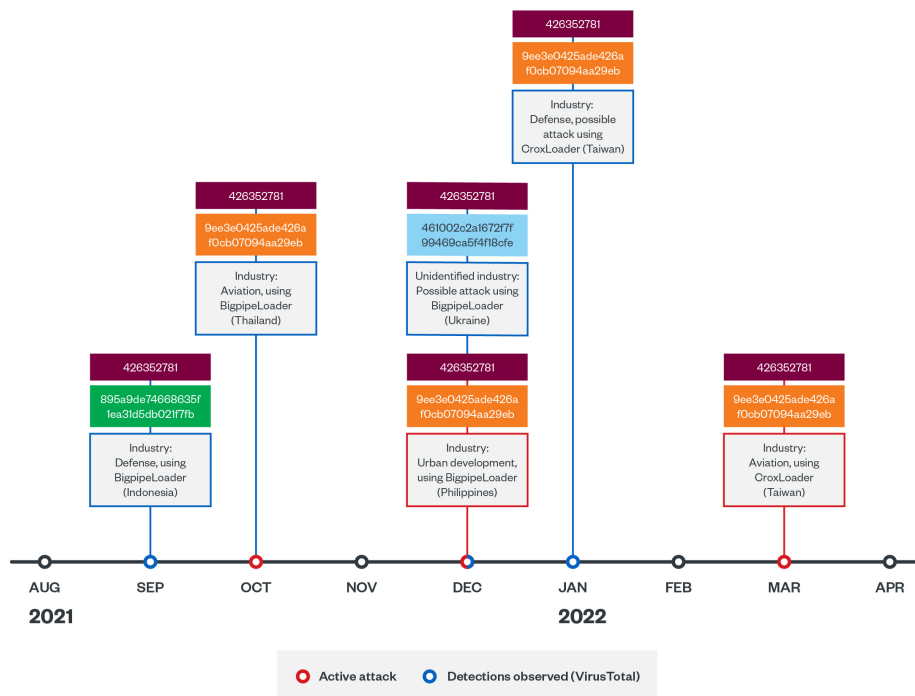 426352781
9ee3e0425ade426a
f0cb07094aa29eb
Industry:
Defense, possible
attack using
CroxLoader (Taiwan)
426352781
9ee3e0425ade426a
f0cb07094aa29eb
Industry:
Aviation, using
BigpipeLoader
(Thailand)
426352781
461002c2a1672f7f
99469ca5f4f18cfe
Unidentified industry:
Possible attack using
BigpipeLoader
(Ukraine)
426352781
895a9de74668635f
1ea31d5db021f7fb
Industry:
Defense, using
BigpipeLoader
(Indonesia)
426352781
9ee3e0425ade426a
f0cb07094aa29eb
Industry:
Urban development,
using BigpipeLoader
(Philippines)
426352781
9ee3e0425ade426a
f0cb07094aa29eb
Industry:
Aviation, using
CroxLoader
(Taiwan)
AUG SEP OCT NOV DEC JAN FEB MAR APR
2021 2022
Active attack Detections observed (VirusTotal)